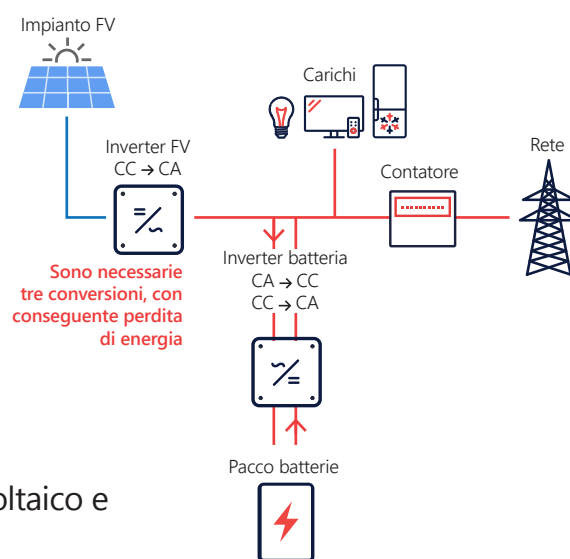 Impianto FV
Carichi
Inverter FV
CC → CA
Contatore
Rete
Sono necessarie
tre conversioni, con
conseguente perdita
di energia
Inverter batteria
CA → CC
CC → CA
Pacco batterie
e